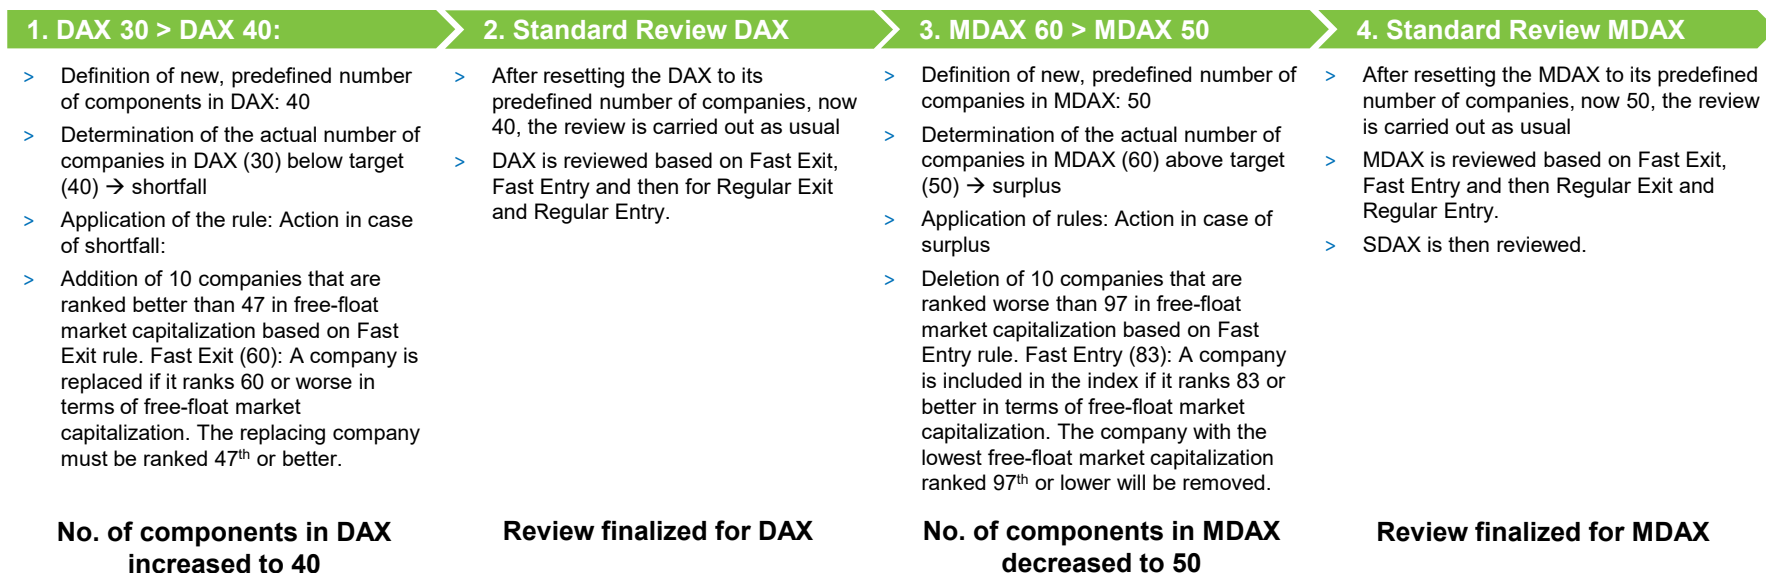 1. DAX 30 > DAX 40:
> Definition of new, predefined number
of components in DAX: 40
> Determination of the actual number of
companies in DAX (30) below target
(40) → shortfall
> Application of the rule: Action in case
of shortfall:
> Addition of 10 companies that are
ranked better than 47 in free-float
market capitalization based on Fast
Exit rule. Fast Exit (60): A company is
replaced if it ranks 60 or worse in
terms of free-float market
capitalization. The replacing company
must be ranked 47th or better.
No. of components in DAX
increased to 40
2. Standard Review DAX
> After resetting the DAX to its
predefined number of companies, now
40, the review is carried out as usual
> DAX is reviewed based on Fast Exit,
Fast Entry and then for Regular Exit
and Regular Entry.
Review finalized for DAX
3. MDAX 60 > MDAX 50
> Definition of new, predefined number of
companies in MDAX: 50
> Determination of the actual number of
companies in MDAX (60) above target
(50) → surplus
> Application of rules: Action in case of
surplus
> Deletion of 10 companies that are
ranked worse than 97 in free-float
market capitalization based on Fast
Entry rule. Fast Entry (83): A company
is included in the index if it ranks 83 or
better in terms of free-float market
capitalization. The company with the
lowest free-float market capitalization
ranked 97th or lower will be removed.
No. of components in MDAX
decreased to 50
4. Standard Review MDAX
> After resetting the MDAX to its predefined
number of companies, now 50, the review
is carried out as usual
> MDAX is reviewed based on Fast Exit,
Fast Entry and then Regular Exit and
Regular Entry.
> SDAX is then reviewed.
Review finalized for MDAX